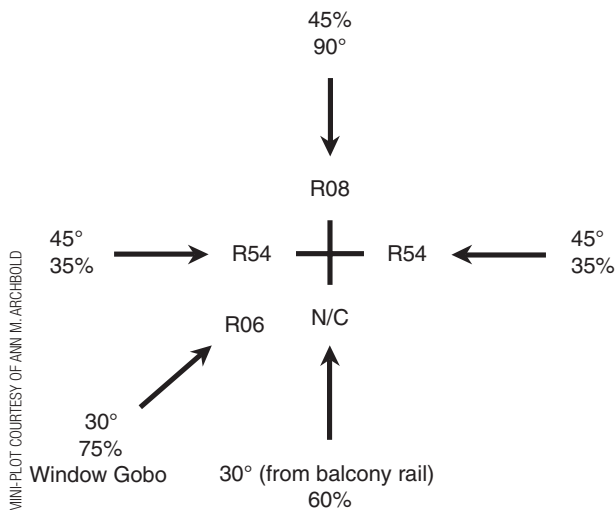 45%
90°
R08
45°
35%
R54
R54
45°
35%
R06
N/C
30°
75%
Window Gobo
30° (from balcony rail)
60%
MINI-PLOT COURTESY OF ANN M. ARCHBOLD